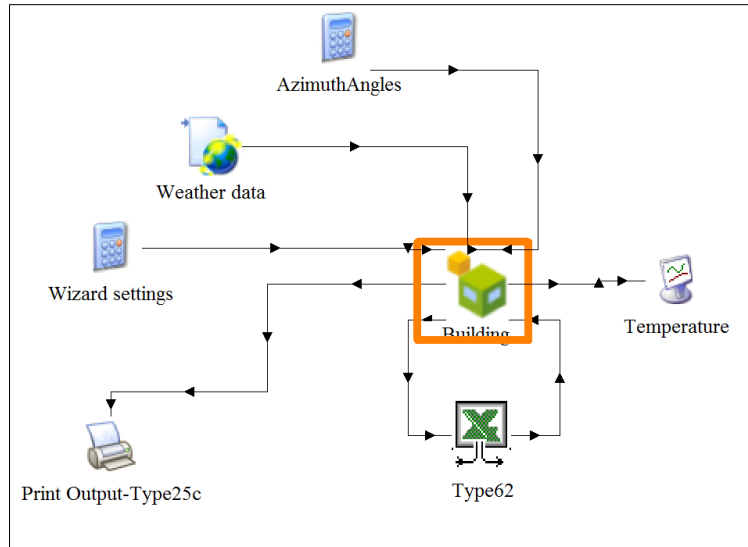 AzimuthAngles
Weather data
Wizard settings
Building
Temperature
Type62
Print Output-Type25c